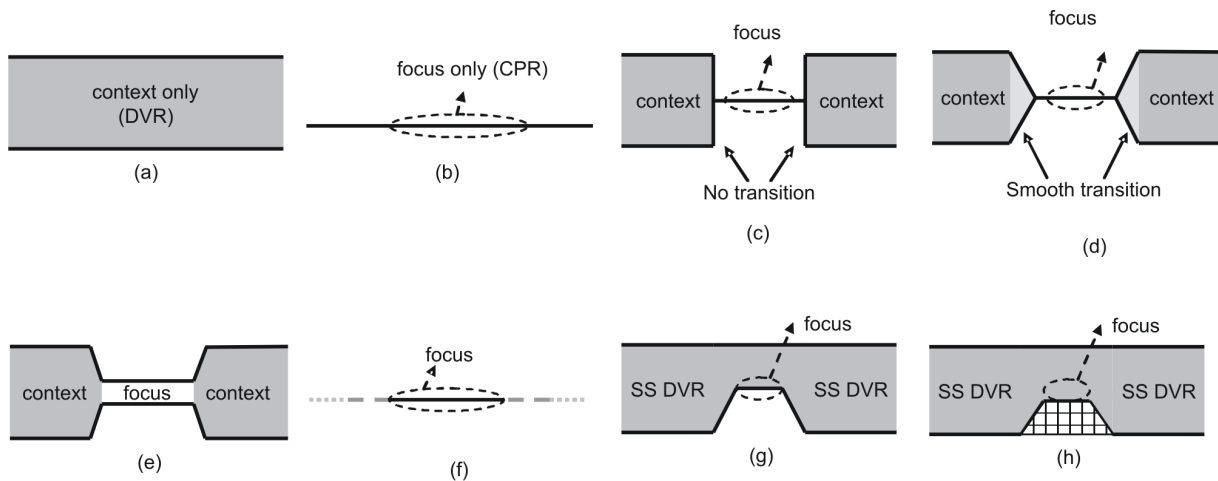 context only
(DVR)
(a)
focus only (CPR)
(b)
focus
context
context
No transition
(c)
focus
context
context
Smooth transition
(d)
context
focus
context
(e)
focus
(f)
focus
SS DVR
SS DVR
(g)
focus
SS DVR
SS DVR
(h)